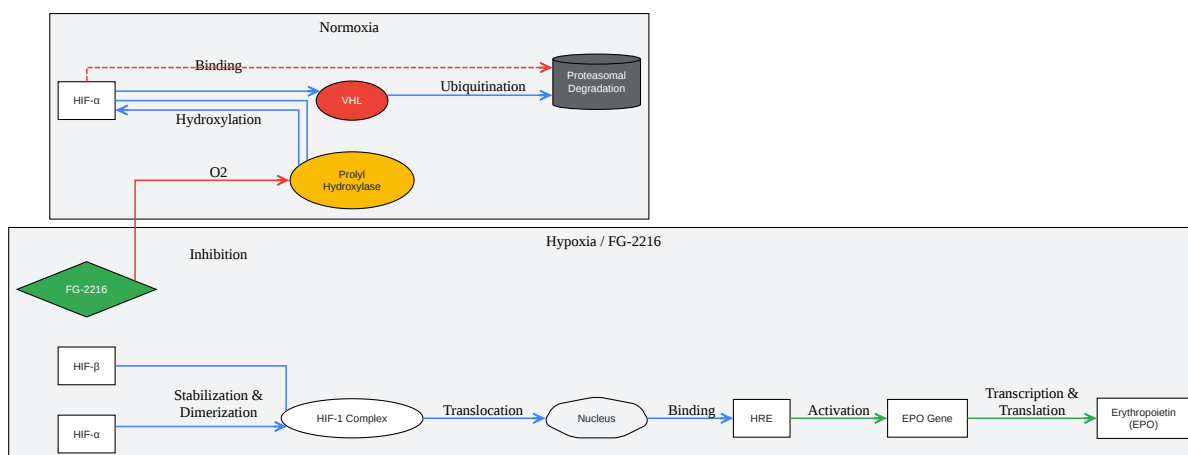 Normoxia
Binding
Proteasomal
Degradation
HIF-α
VHL
Ubiquitination
Hydroxylation
O2
Prolyl
Hydroxylase
Hypoxia / FG-2216
Inhibition
FG-2216
HIF-β
Stabilization &
Dimerization
HIF-α
HIF-1 Complex
Translocation
Nucleus
Binding
HRE
Activation
EPO Gene
Transcription &
Translation
Erythropoietin
(EPO)